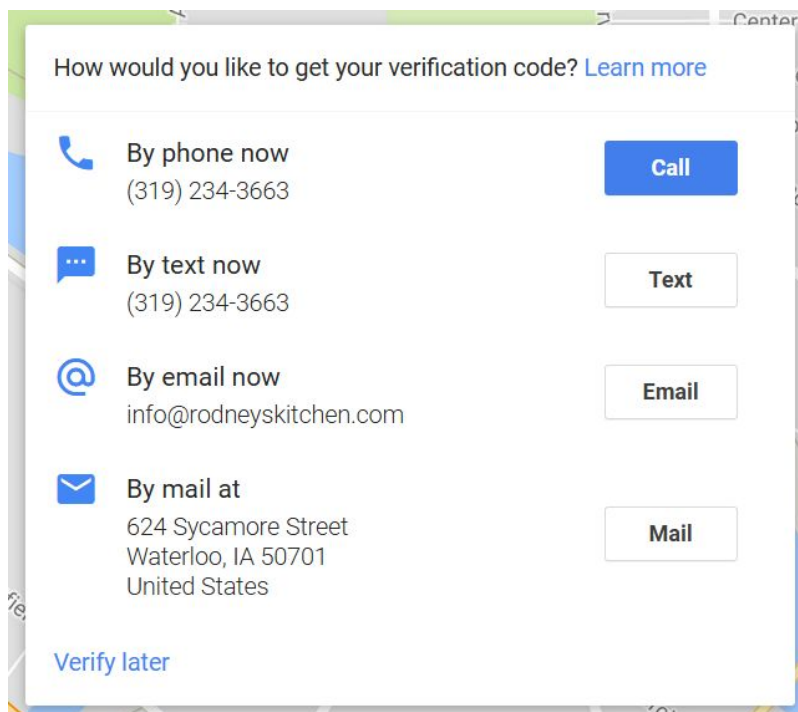 Center
How would you like to get your verification code? Learn more
By phone now
(319) 234-3663
Call
By text now
(319) 234-3663
Text
By email now
info@rodneyskitchen.com
Email
By mail at
624 Sycamore Street
Waterloo, IA 50701
United States
Mail
Verify later